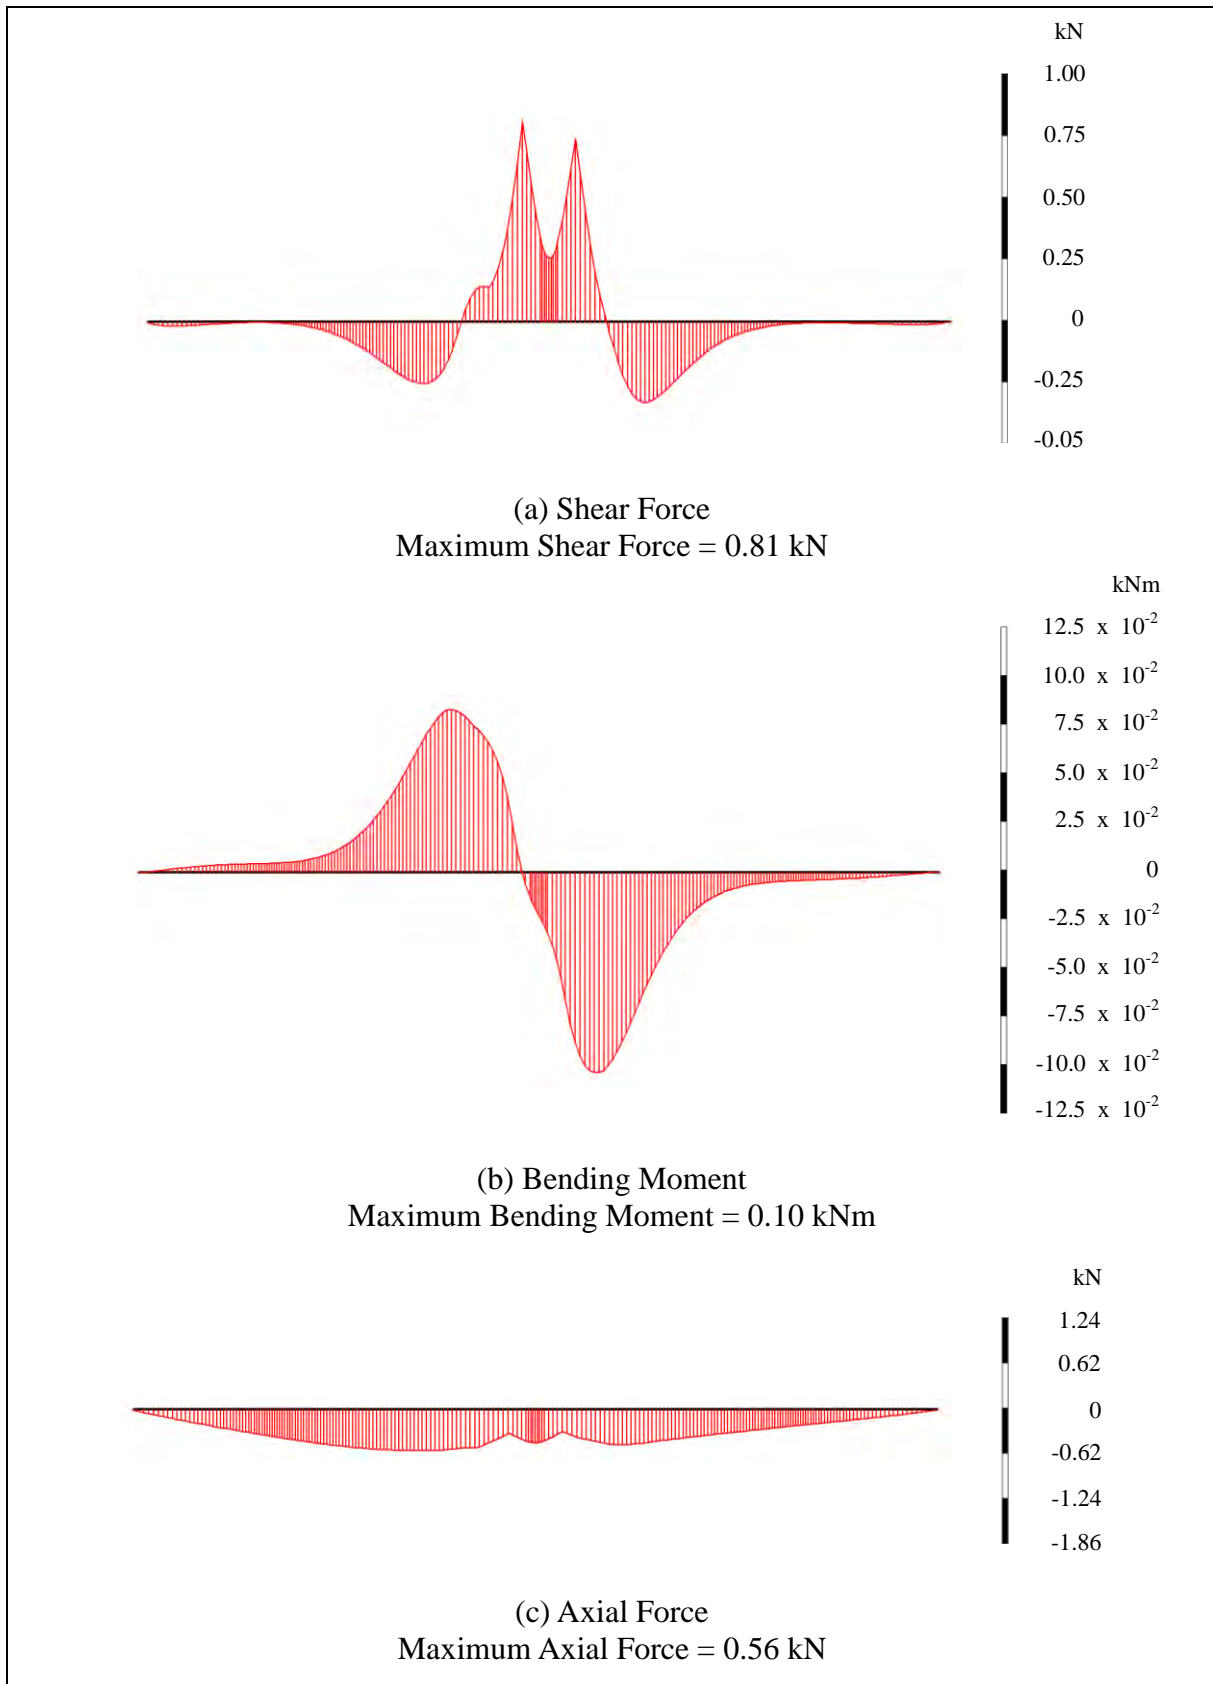 kN
1.00
0.75
0.50
0.25
0
-0.25
-0.05
(a) Shear Force
Maximum Shear Force = 0.81 kN
kNm
12.5 x 10-2
10.0 x 10-2
7.5 x 10-2
5.0 x 10-2
2.5 x 10-2
0
-2.5 x 10-2
-5.0 x 10-2
-7.5 x 10-2
-10.0 x 10-2
-12.5 x 10-2
(b) Bending Moment
Maximum Bending Moment = 0.10 kNm
kN
1.24
0.62
0
-0.62
-1.24
-1.86
(c) Axial Force
Maximum Axial Force = 0.56 kN